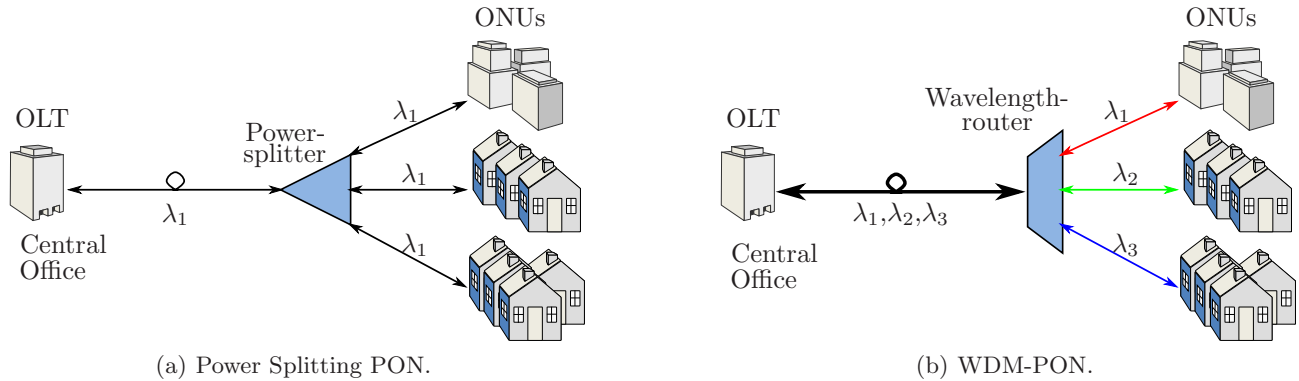 ONUs
OLT
Power-
splitter
λ₁
λ₁
λ₁
λ₁
Central
Office
(a) Power Splitting PON.
ONUs
OLT
Wavelength-
router
λ₁
λ₂
λ₁,λ₂,λ₃
λ₃
Central
Office
(b) WDM-PON.